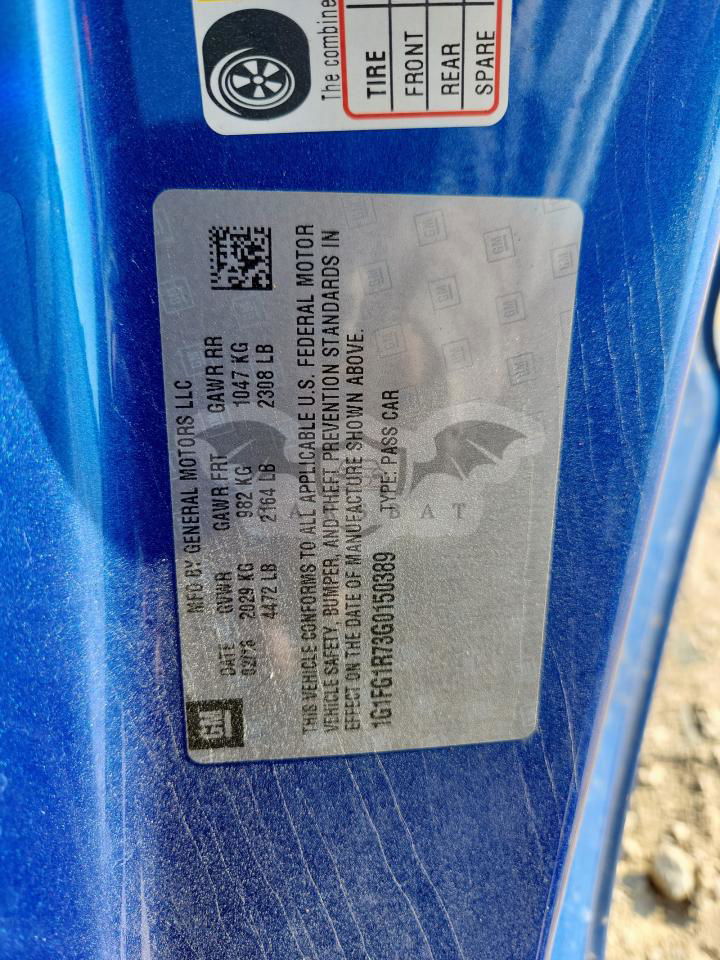 The combine
TIRE
FRONT
REAR
SPARE
GM
MFD BY GENERAL MOTORS LLC
DATE GVWR GAWR FRT GAWR RR
02/16 2029 KG 982 KG 1047 KG
4472 LB 2164 LB 2308 LB
THIS VEHICLE CONFORMS TO ALL APPLICABLE U.S. FEDERAL MOTOR
VEHICLE SAFETY, BUMPER, AND THEFT PREVENTION STANDARDS IN
EFFECT ON THE DATE OF MANUFACTURE SHOWN ABOVE.
1G1FG1R73G0150389 TYPE: PASS CAR